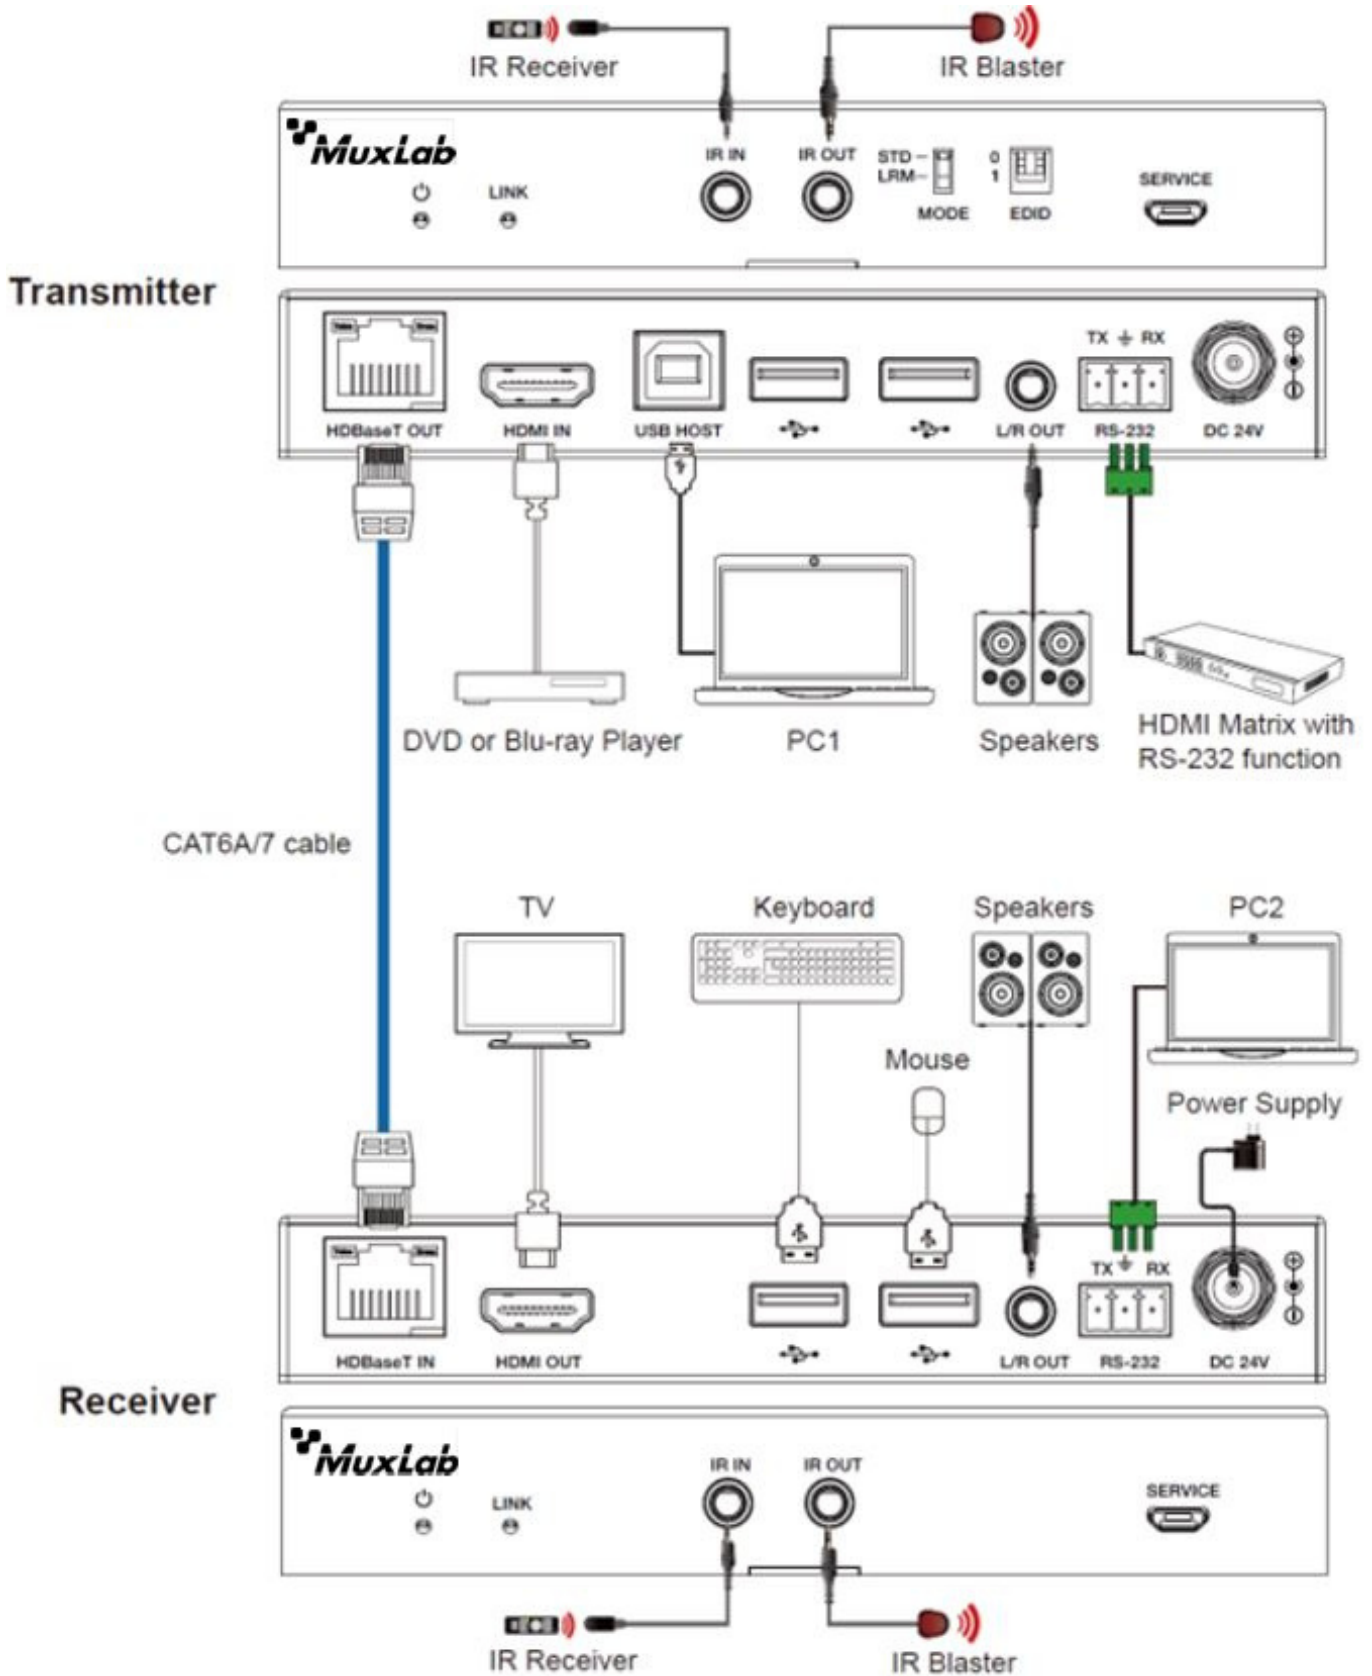 IR Receiver
IR Blaster
MuxLab
LINK
IR IN
IR OUT
STD
LRM
MODE
0
1
EDID
SERVICE
Transmitter
HDBaseT OUT
HDMI IN
USB HOST
L/R OUT
TX RX
RS-232
DC 24V
DVD or Blu-ray Player
PC1
Speakers
HDMI Matrix with
RS-232 function
CAT6A/7 cable
TV
Keyboard
Speakers
PC2
Mouse
Power Supply
TX RX
HDBaseT IN
HDMI OUT
L/R OUT
RS-232
DC 24V
Receiver
MuxLab
LINK
IR IN
IR OUT
SERVICE
IR Receiver
IR Blaster